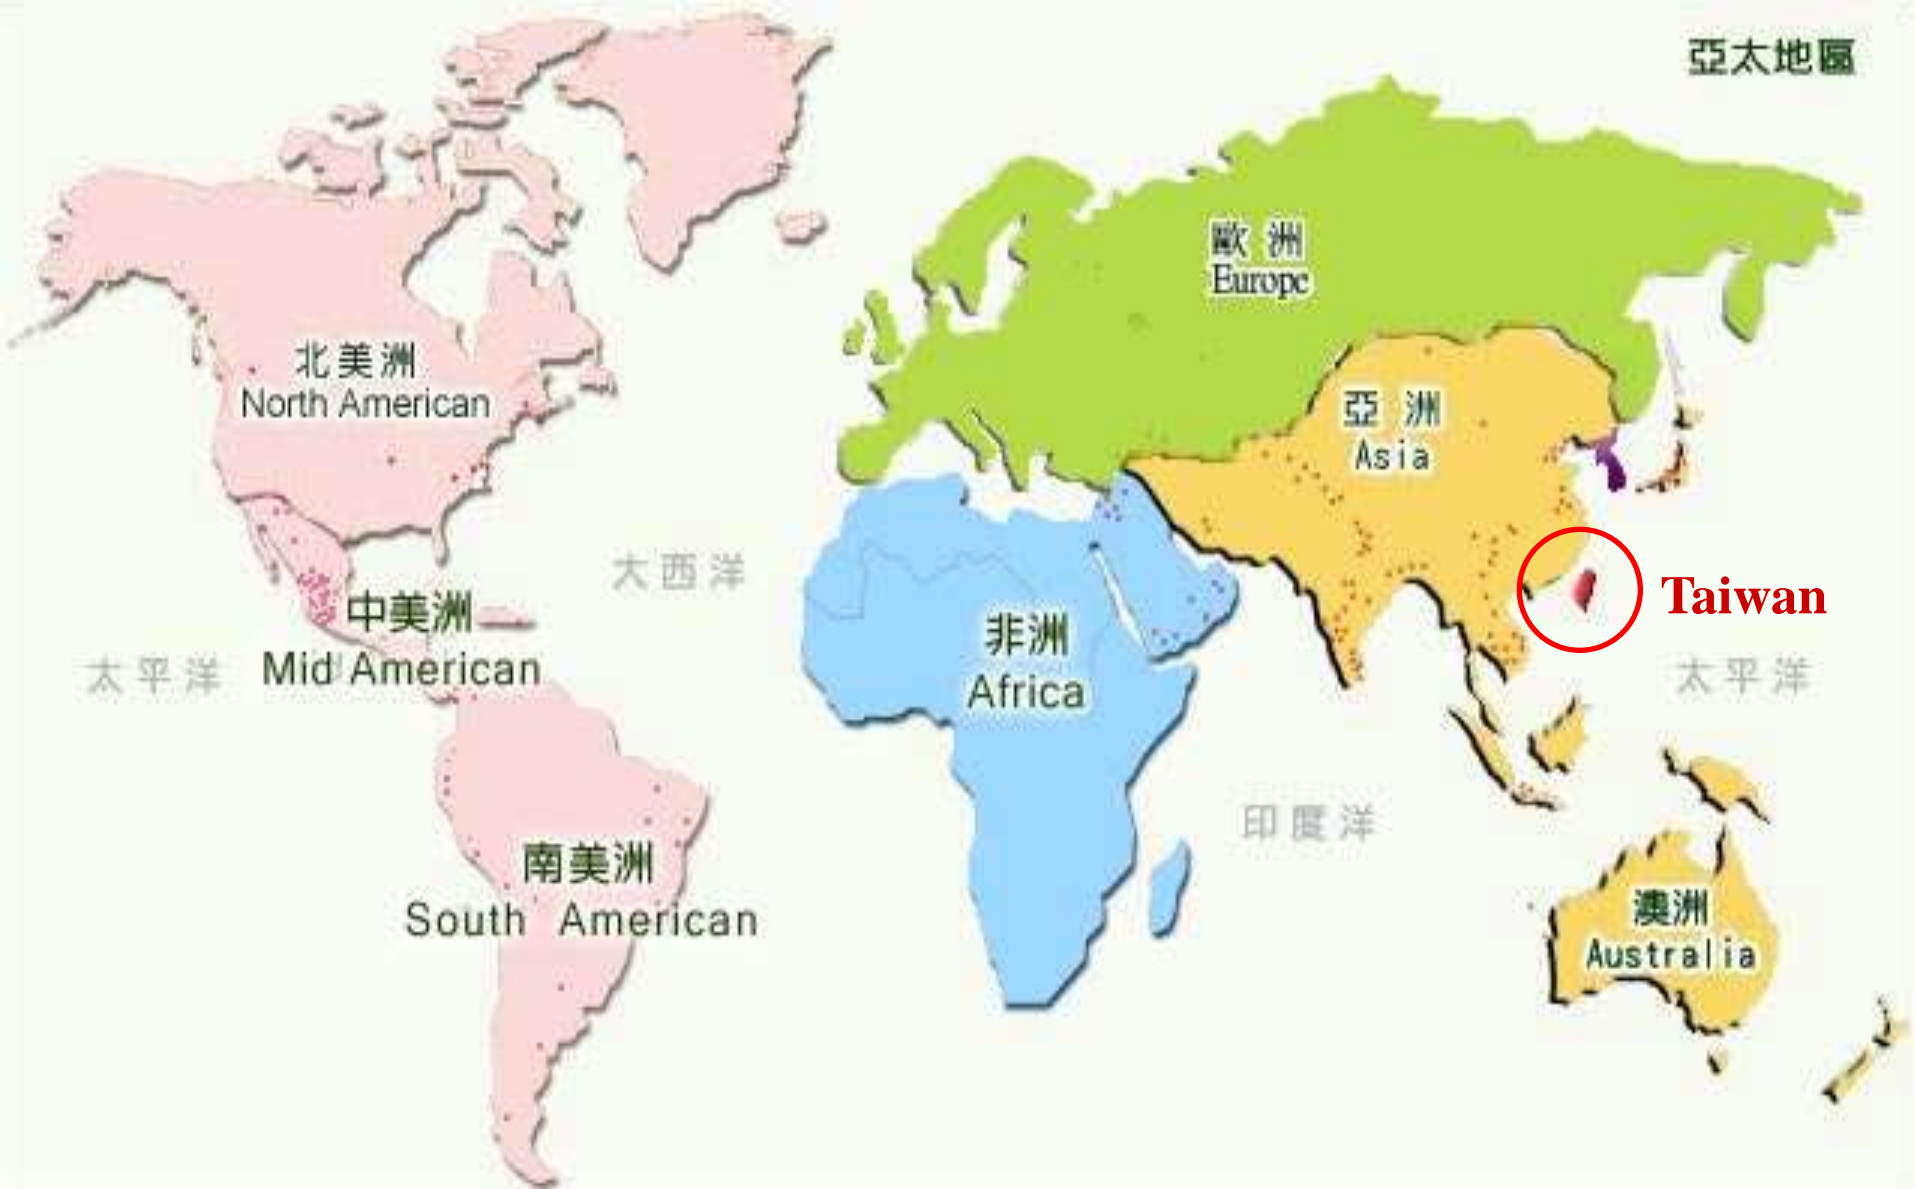 亞太地區
歐洲
Europe
北美洲
North American
亞洲
Asia
大西洋
中美洲
Mid American
Taiwan
太平洋
非洲
Africa
太平洋
印度洋
南美洲
South American
澳洲
Australia